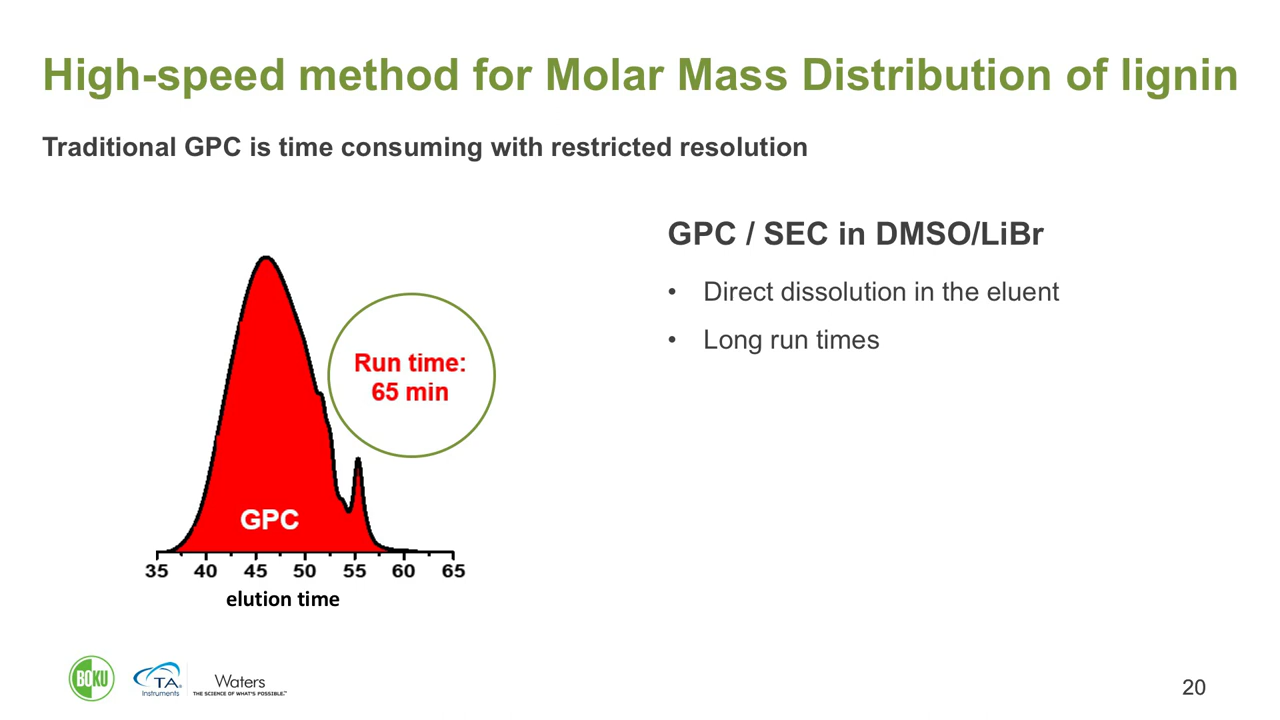 High-speed method for Molar Mass Distribution of lignin
Traditional GPC is time consuming with restricted resolution
GPC / SEC in DMSO/LiBr
• Direct dissolution in the eluent
• Long run times
Run time:
65 min
GPC
35 40 45 50 55 60 65
elution time
BOKU
TA
Instruments
Waters
THE SCIENCE OF WHAT'S POSSIBLE.™
20